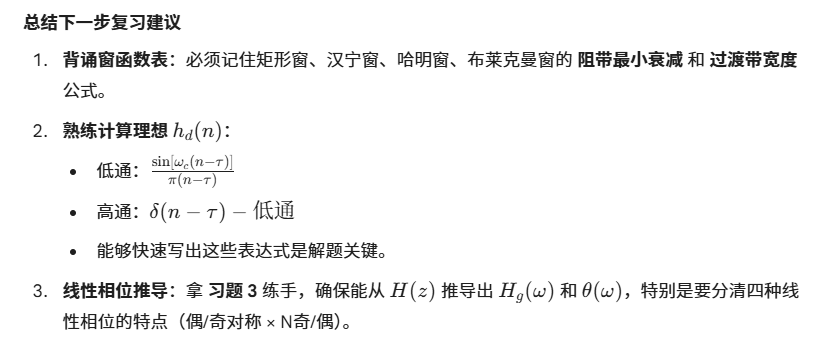 总结下一步复习建议
1. 背诵窗函数表：必须记住矩形窗、汉宁窗、哈明窗、布莱克曼窗的 阻带最小衰减 和 过渡带宽度
公式。
2. 熟练计算理想 $h_d(n)$：
• 低通：$\frac{\sin[\omega_c(n-\tau)]}{\pi(n-\tau)}$
• 高通：$\delta(n-\tau) - 低通$
• 能够快速写出这些表达式是解题关键。
3. 线性相位推导：拿 习题 3 练手，确保能从 $H(z)$ 推导出 $H_g(\omega)$ 和 $\theta(\omega)$，特别是要分清四种线
性相位的特点（偶/奇对称 × N奇/偶）。